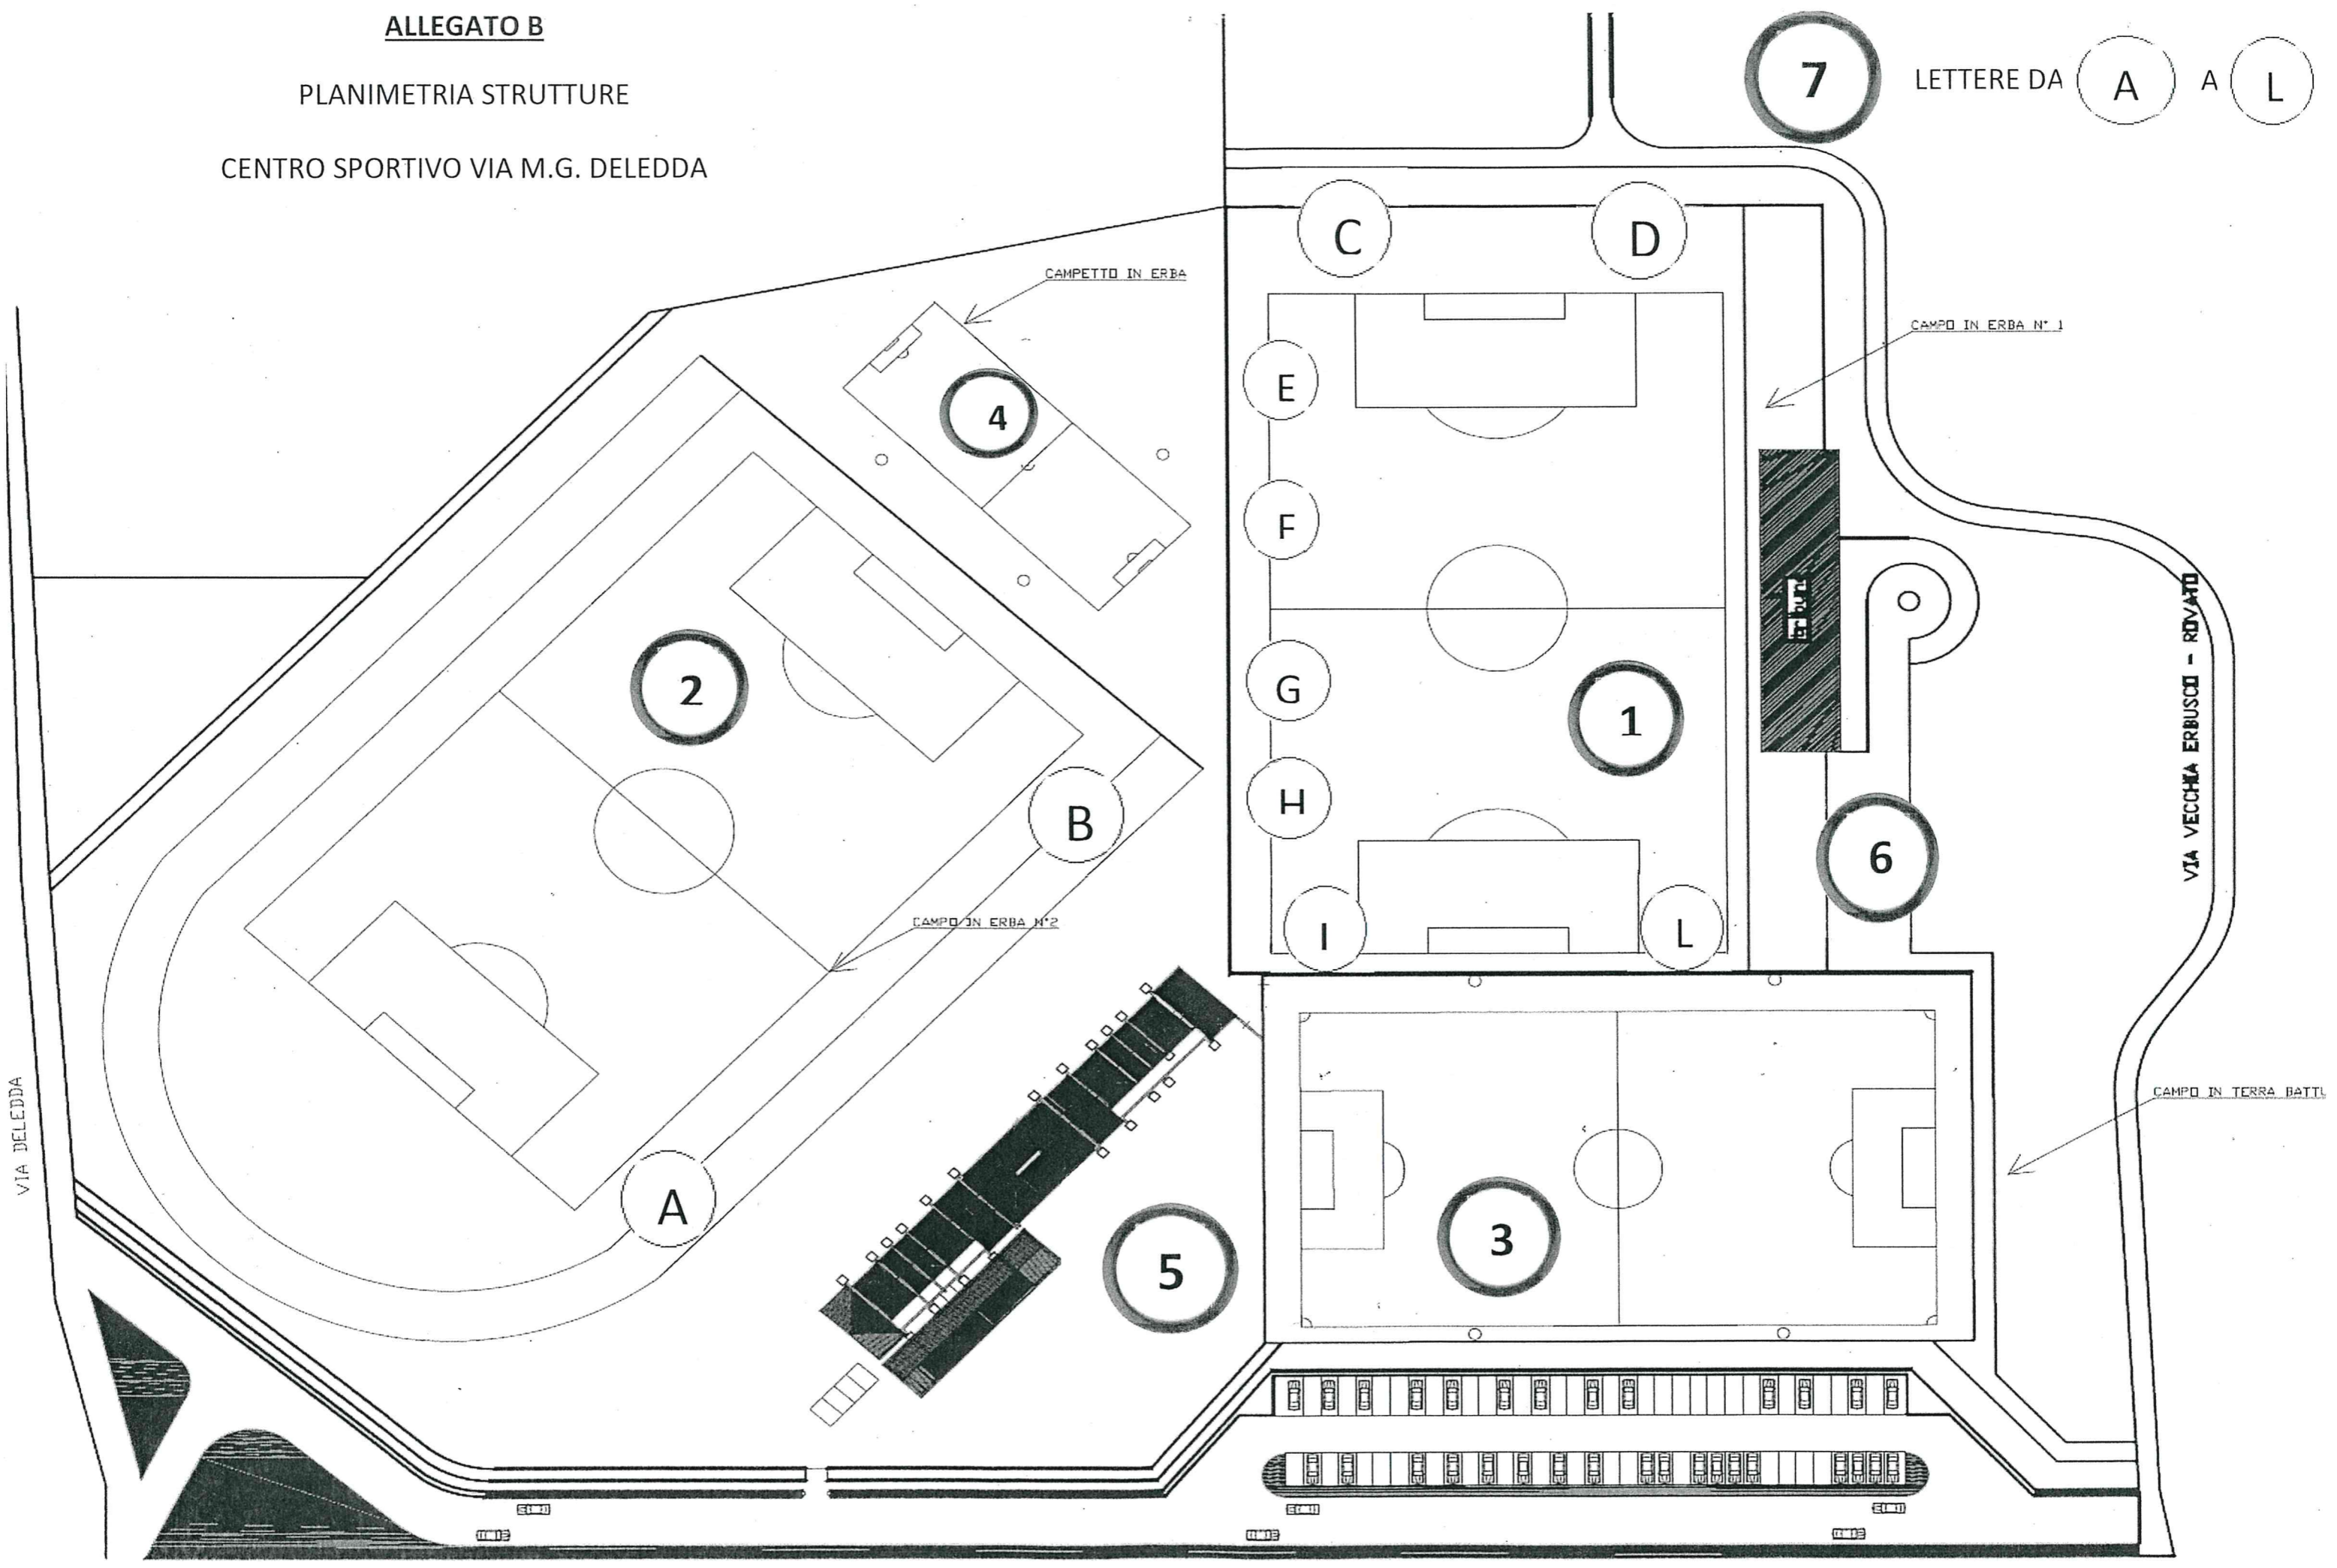 ALLEGATO B
PLANIMETRIA STRUTTURE
CENTRO SPORTIVO VIA M.G. DELEDDA
7 LETTERE DA A A L
C
D
CAMPETTO IN ERBA
CAMPO IN ERBA N° 1
E
4
F
tribuna
VIA VECCHIA ERBUSCO - ROVATO
2
G
1
H
B
6
CAMPO IN ERBA N°2
I
L
VIA DELEDDA
CAMPO IN TERRA BATTU
A
3
5